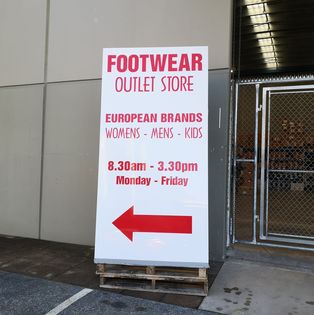 FOOTWEAR
OUTLET STORE
EUROPEAN BRANDS
WOMENS - MENS - KIDS
8.30am - 3.30pm
Monday - Friday